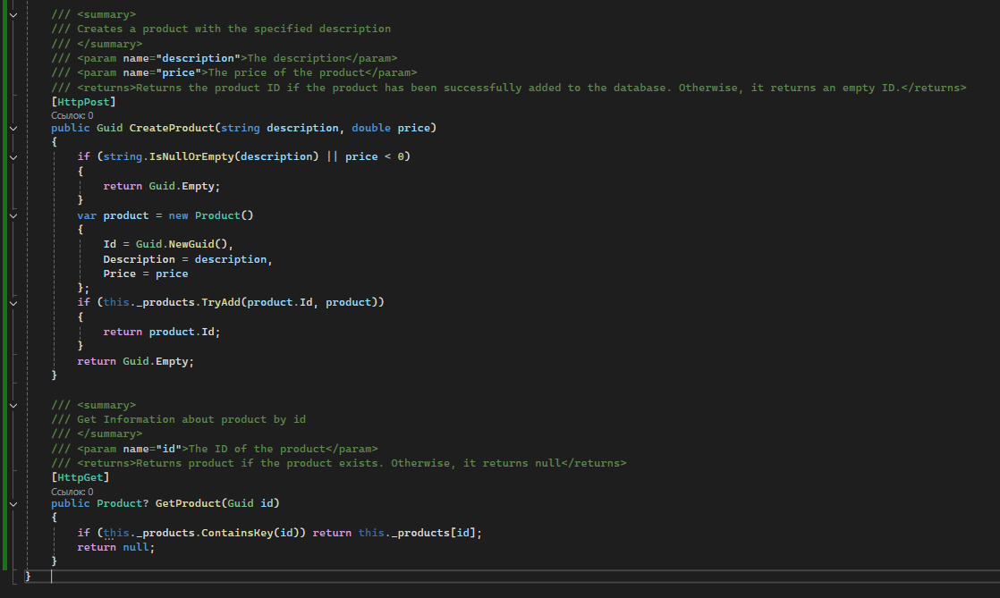 /// <summary>
/// Creates a product with the specified description
/// </summary>
/// <param name="description">The description</param>
/// <param name="price">The price of the product</param>
/// <returns>Returns the product ID if the product has been successfully added to the database. Otherwise, it returns an empty ID.</returns>
[HttpPost]
Ссылок: 0
public Guid CreateProduct(string description, double price)
{
if (string.IsNullOrEmpty(description) || price < 0)
{
return Guid.Empty;
}
var product = new Product()
{
Id = Guid.NewGuid(),
Description = description,
Price = price
};
if (this._products.TryAdd(product.Id, product))
{
return product.Id;
}
return Guid.Empty;
}
/// <summary>
/// Get Information about product by id
/// </summary>
/// <param name="id">The ID of the product</param>
/// <returns>Returns product if the product exists. Otherwise, it returns null</returns>
[HttpGet]
Ссылок: 0
public Product? GetProduct(Guid id)
{
if (this._products.ContainsKey(id)) return this._products[id];
return null;
}
}